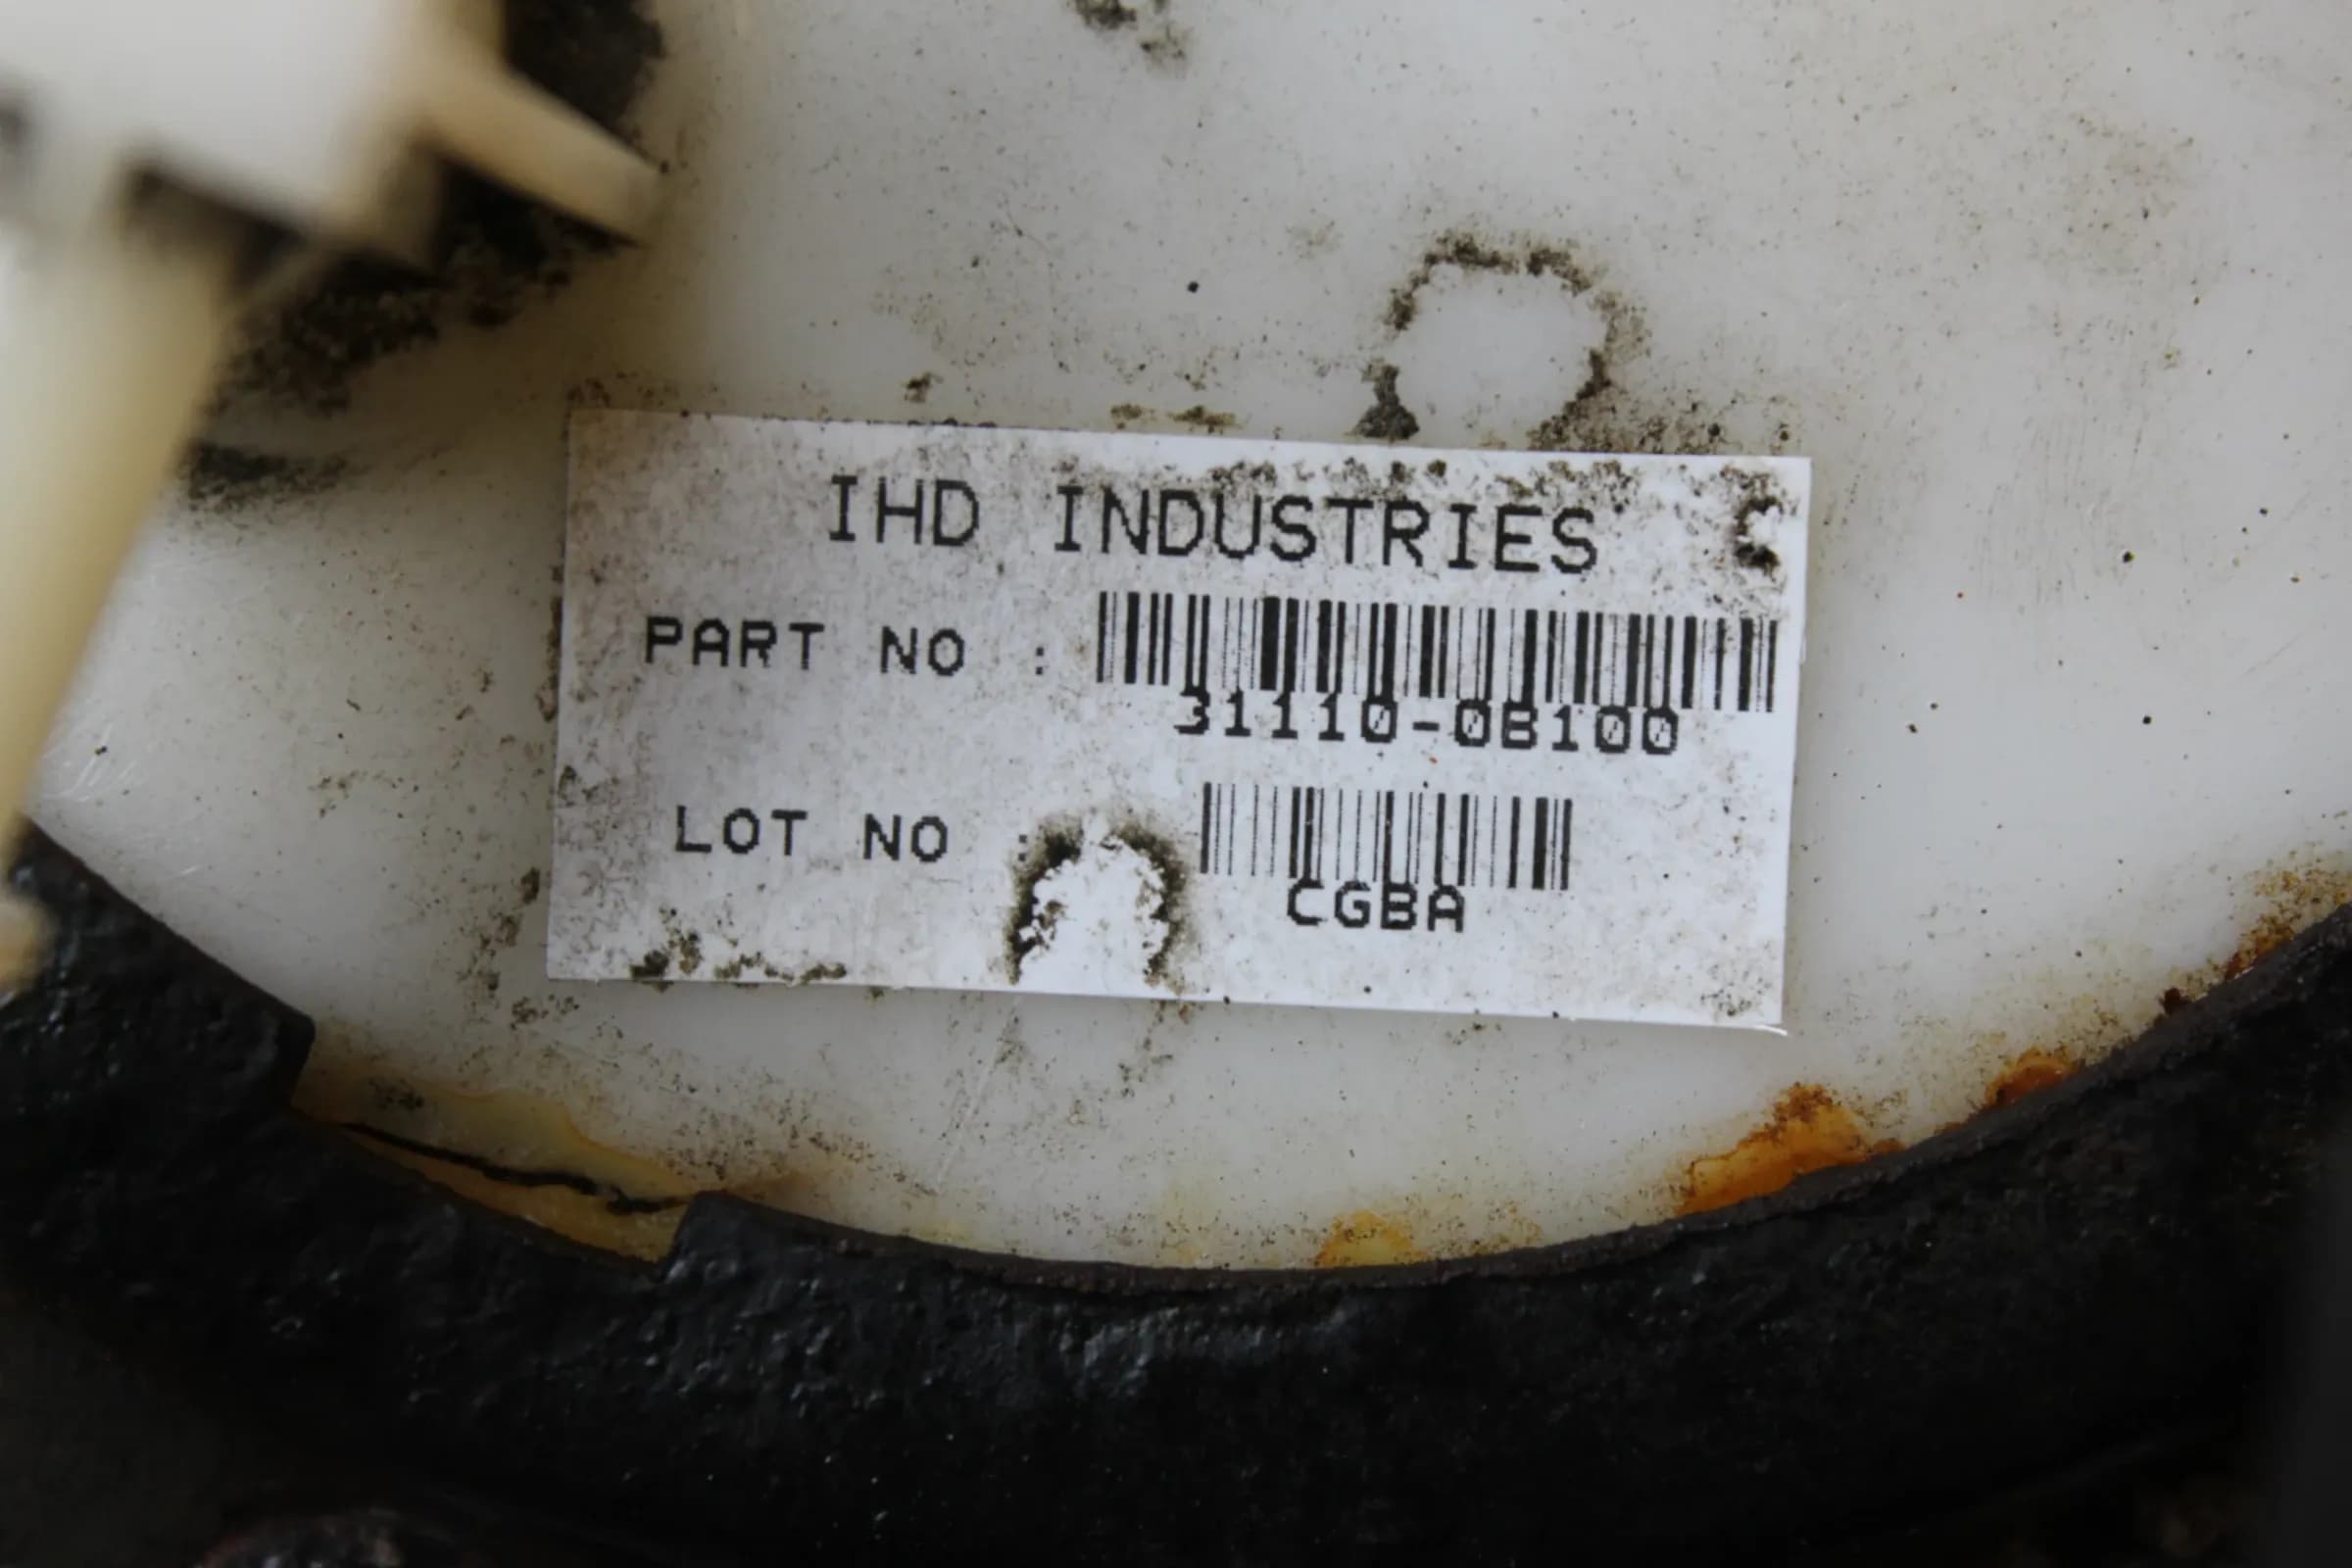 IHD INDUSTRIES
PART NO :
31110-0B100
LOT NO :
CGBA